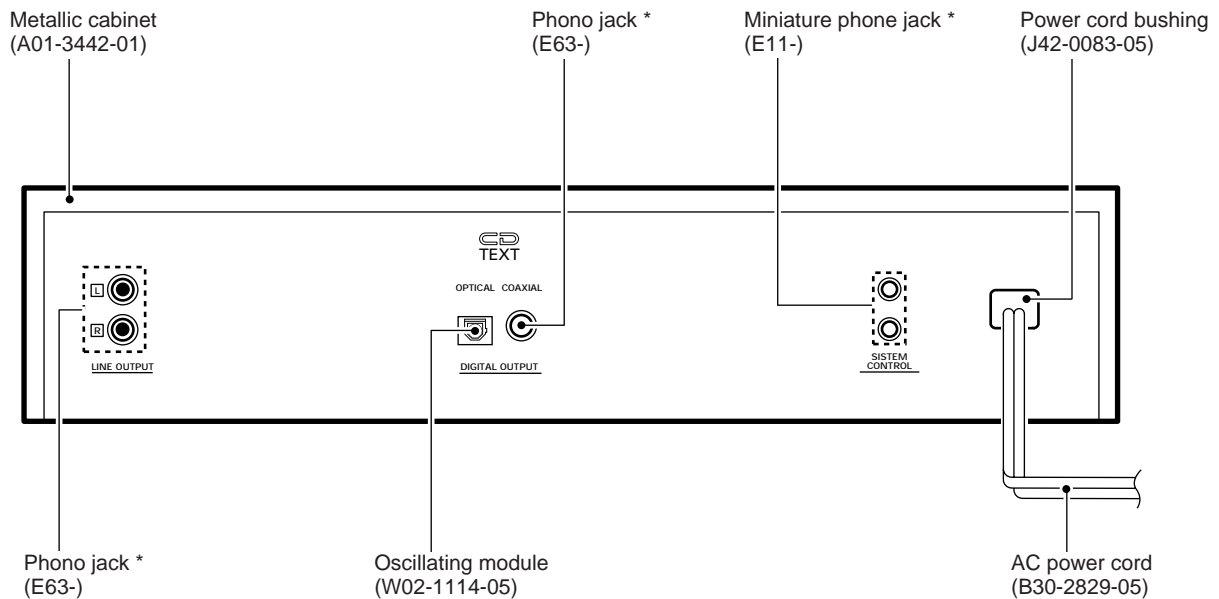 Metallic cabinet
(A01-3442-01)
Phono jack *
(E63-)
Miniature phone jack *
(E11-)
Power cord bushing
(J42-0083-05)
CD
TEXT
OPTICAL COAXIAL
L
R
LINE OUTPUT
DIGITAL OUTPUT
SISTEM
CONTROL
Phono jack *
(E63-)
Oscillating module
(W02-1114-05)
AC power cord
(B30-2829-05)